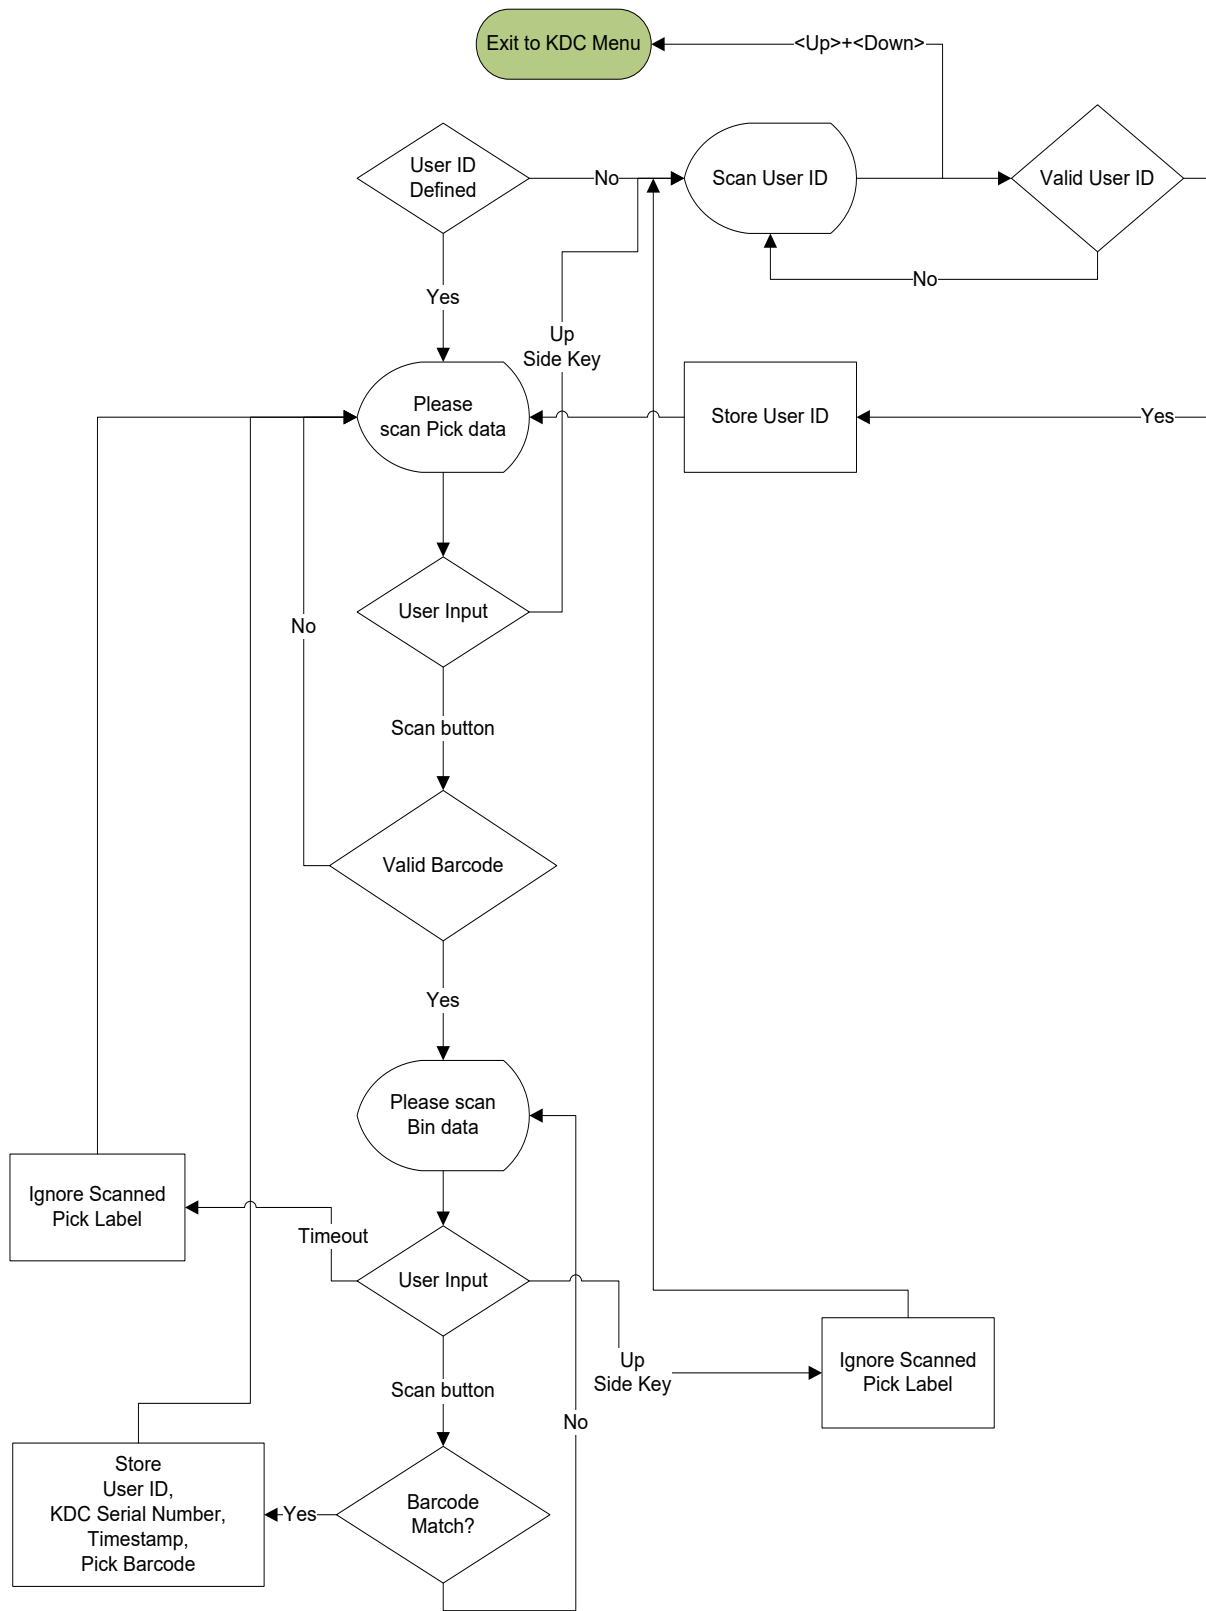 Exit to KDC Menu
<Up>+<Down>
User ID
Defined
No
Scan User ID
Valid User ID
No
Yes
Up
Side Key
Please
scan Pick data
Store User ID
Yes
User Input
No
Scan button
Valid Barcode
Yes
Please scan
Bin data
Ignore Scanned
Pick Label
Timeout
User Input
Up
Side Key
Ignore Scanned
Pick Label
Scan button
No
Store
User ID,
KDC Serial Number,
Timestamp,
Pick Barcode
Yes
Barcode
Match?